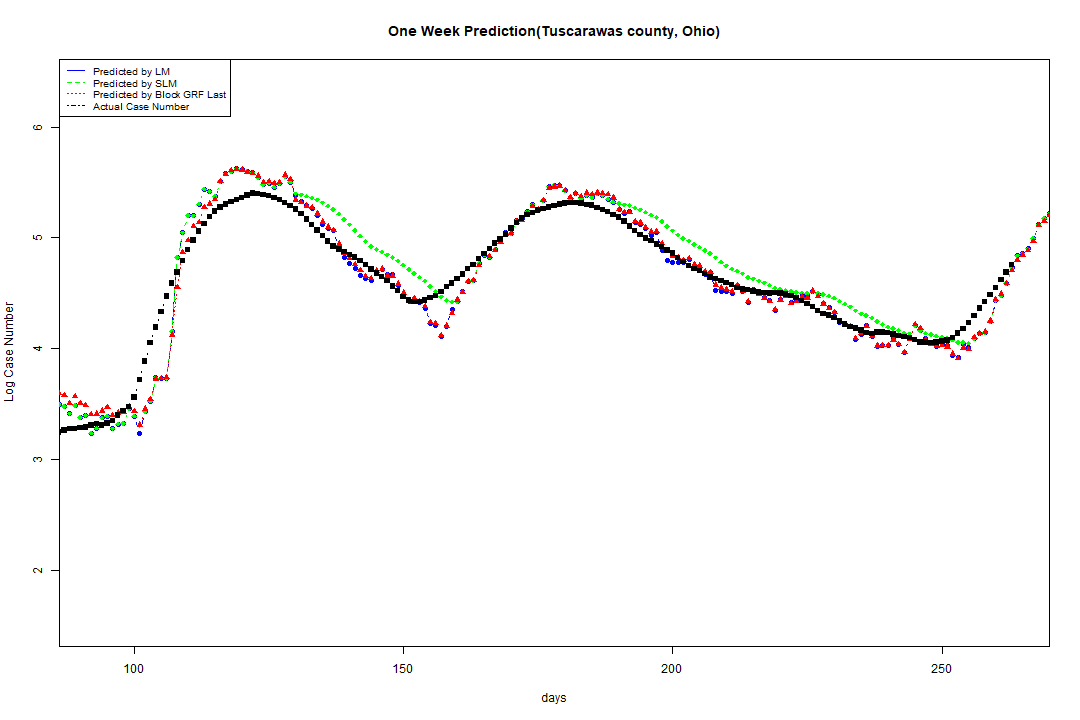 One Week Prediction(Tuscarawas county, Ohio)
Predicted by LM
Predicted by SLM
Predicted by Block GRF Last
Actual Case Number
6
5
4
3
2
Log Case Number
100 150 200 250
days